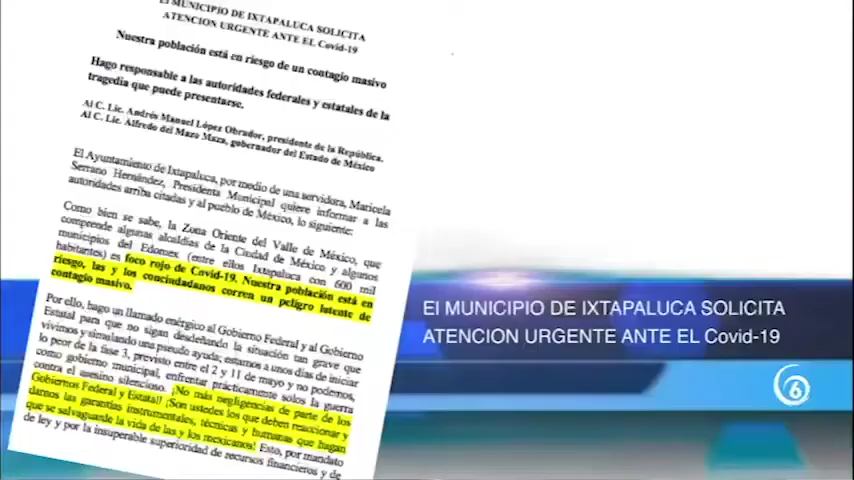 El MUNICIPIO DE IXTAPALUCA SOLICITA
ATENCION URGENTE ANTE EL Covid-19
Nuestra población está en riesgo de un contagio masivo
Hago responsable a las autoridades federales y estatales de la
tragedia que puede presentarse.
Al C. Lic. Andrés Manuel López Obrador, presidente de la República.
Al C. Lic. Alfredo del Mazo Maza, gobernador del Estado de México
El Ayuntamiento de Ixtapaluca, por medio de una servidora, Maricela
Serrano Hernández, Presidenta Municipal quiere informar a las
autoridades arriba citadas y al pueblo de México, lo siguiente:
Como bien se sabe, la Zona Oriente del Valle de México, que
comprende algunas alcaldías de la Ciudad de México y algunos
municipios del Edomex (entre ellos Ixtapaluca con 600 mil
habitantes) es foco rojo de Covid-19. Nuestra población está en
riesgo, las y los conciudadanos corren un peligro latente de
contagio masivo.
Por ello, hago un llamado enérgico al Gobierno Federal y al Gobierno
Estatal para que no sigan desdeñando la situación tan grave que
vivimos y simulando una pseudo ayuda; estamos a unos días de iniciar
lo peor de la fase 3, previsto entre el 2 y 11 de mayo y no podemos,
como gobierno municipal, enfrentar prácticamente solos la guerra
contra el asesino silencioso. ¡No más negligencias de parte de los
Gobiernos Federal y Estatal! ¡Son ustedes los que deben reaccionar y
darnos las garantías instrumentales, técnicas y humanas que hagan
que se salvaguarde la vida de las y los mexicanos! Esto, por mandato
de ley y por la insuperable superioridad de recursos financieros y de
El MUNICIPIO DE IXTAPALUCA SOLICITA
ATENCION URGENTE ANTE EL Covid-19
6